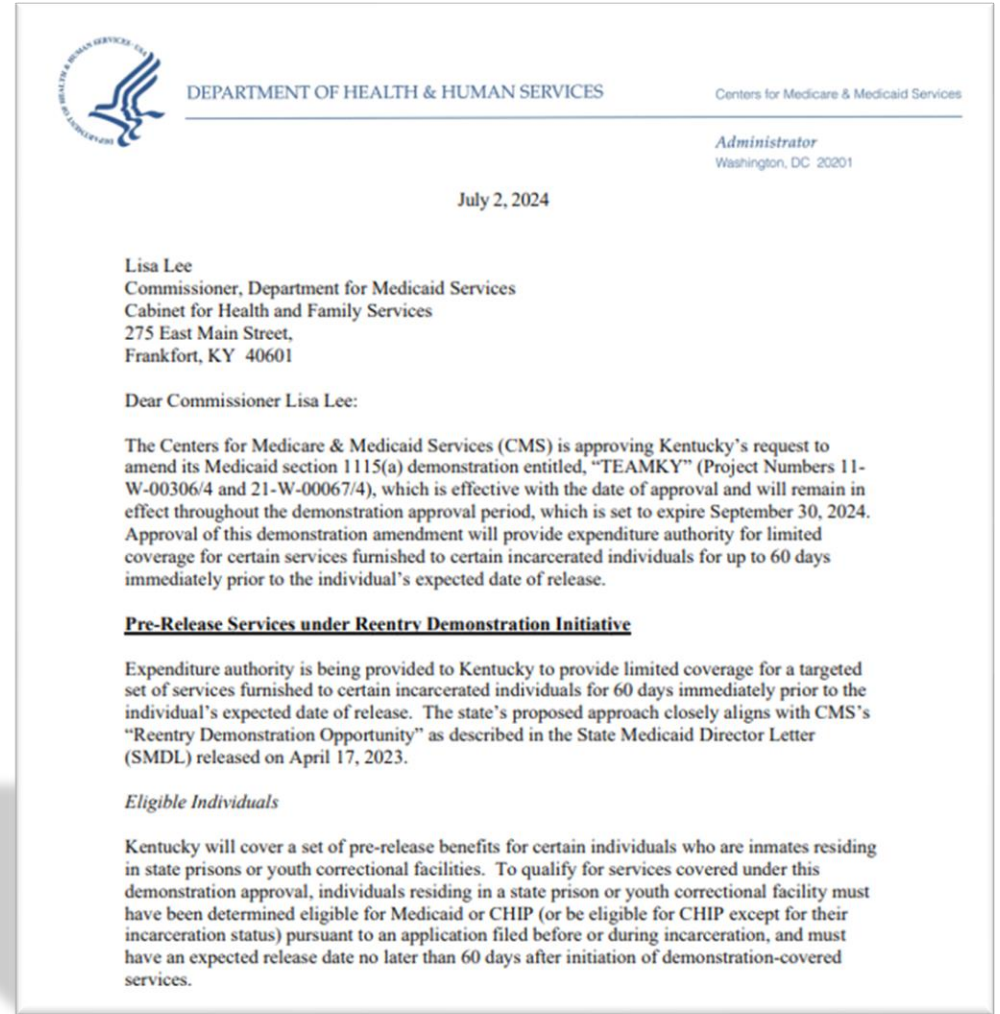 DEPARTMENT OF HEALTH & HUMAN SERVICES · USA
DEPARTMENT OF HEALTH & HUMAN SERVICES
Centers for Medicare & Medicaid Services
Administrator
Washington, DC 20201
July 2, 2024
Lisa Lee
Commissioner, Department for Medicaid Services
Cabinet for Health and Family Services
275 East Main Street,
Frankfort, KY 40601
Dear Commissioner Lisa Lee:
The Centers for Medicare & Medicaid Services (CMS) is approving Kentucky’s request to
amend its Medicaid section 1115(a) demonstration entitled, “TEAMKY” (Project Numbers 11-
W-00306/4 and 21-W-00067/4), which is effective with the date of approval and will remain in
effect throughout the demonstration approval period, which is set to expire September 30, 2024.
Approval of this demonstration amendment will provide expenditure authority for limited
coverage for certain services furnished to certain incarcerated individuals for up to 60 days
immediately prior to the individual’s expected date of release.
Pre-Release Services under Reentry Demonstration Initiative
Expenditure authority is being provided to Kentucky to provide limited coverage for a targeted
set of services furnished to certain incarcerated individuals for 60 days immediately prior to the
individual’s expected date of release. The state’s proposed approach closely aligns with CMS’s
“Reentry Demonstration Opportunity” as described in the State Medicaid Director Letter
(SMDL) released on April 17, 2023.
Eligible Individuals
Kentucky will cover a set of pre-release benefits for certain individuals who are inmates residing
in state prisons or youth correctional facilities. To qualify for services covered under this
demonstration approval, individuals residing in a state prison or youth correctional facility must
have been determined eligible for Medicaid or CHIP (or be eligible for CHIP except for their
incarceration status) pursuant to an application filed before or during incarceration, and must
have an expected release date no later than 60 days after initiation of demonstration-covered
services.